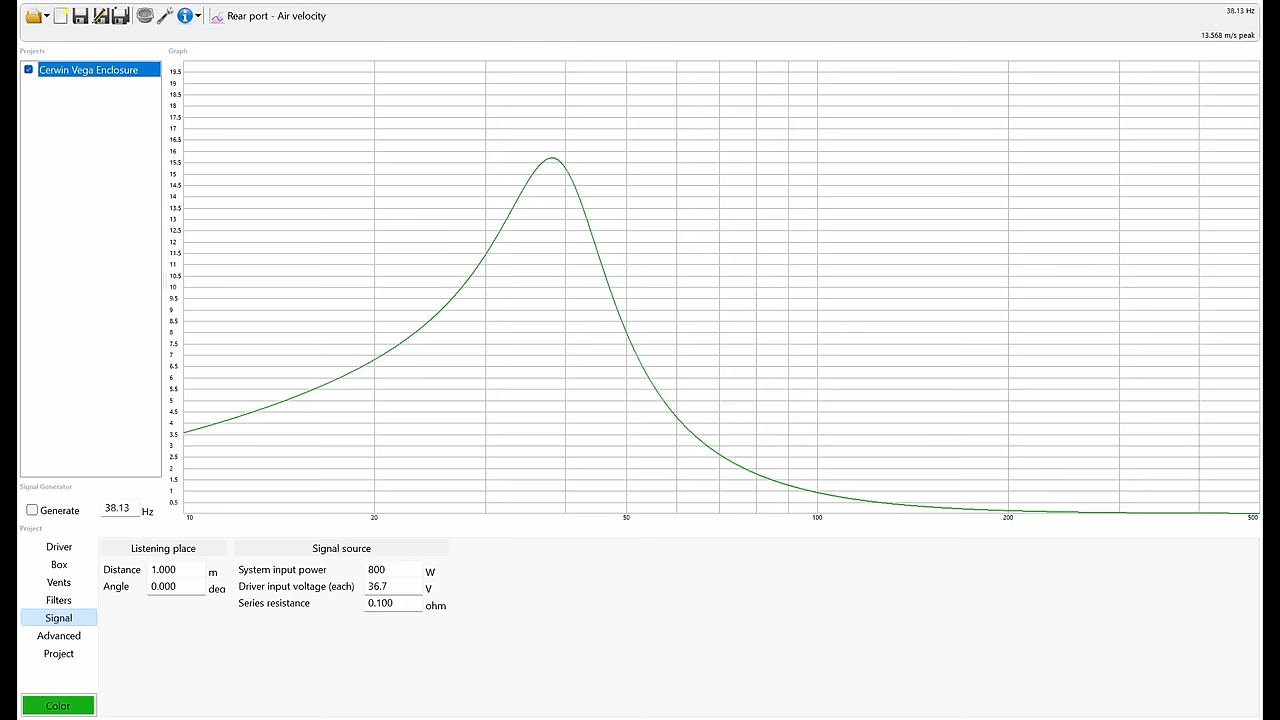 Rear port - Air velocity
38.13 Hz
13.568 m/s peak
Projects
Graph
Cerwin Vega Enclosure
19.5
19
18.5
18
17.5
17
16.5
16
15.5
15
14.5
14
13.5
13
12.5
12
11.5
11
10.5
10
9.5
9
8.5
8
7.5
7
6.5
6
5.5
5
4.5
4
3.5
3
2.5
2
1.5
1
0.5
10
20
50
100
200
500
Signal Generator
Generate 38.13 Hz
Project
Driver
Box
Vents
Filters
Signal
Advanced
Project
Color
Listening place
Distance 1.000 m
Angle 0.000 deg
Signal source
System input power 800 W
Driver input voltage (each) 36.7 V
Series resistance 0.100 ohm